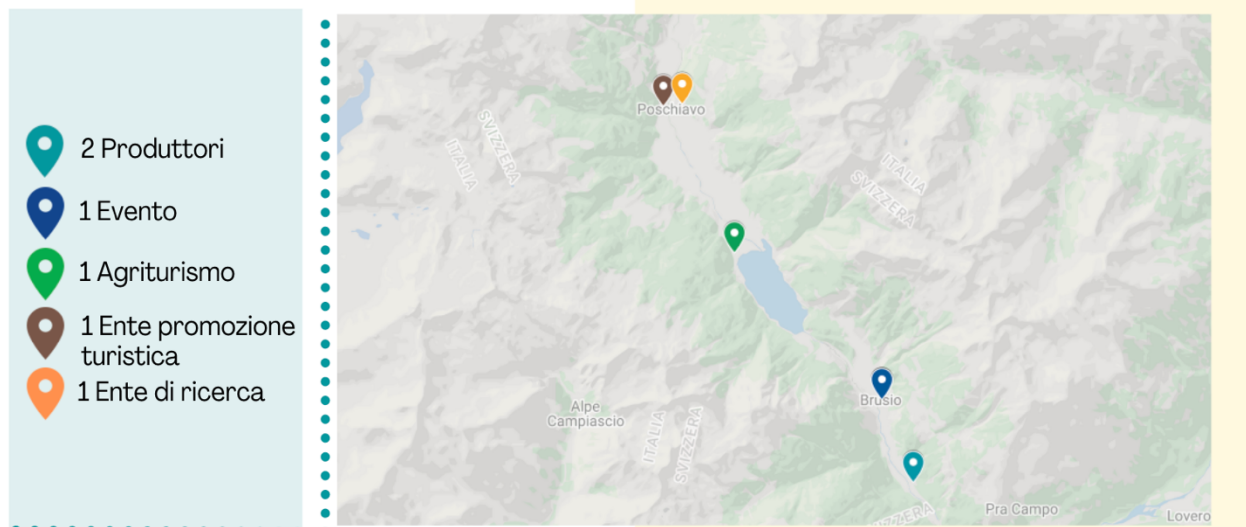 2 Produttori
1 Evento
1 Agriturismo
1 Ente promozione
turistica
1 Ente di ricerca
Poschiavo
SVIZZERA
ITALIA
ITALIA
SVIZZERA
Brusio
Alpe
Campiascio
ITALIA
SVIZZERA
Pra Campo
Lovero